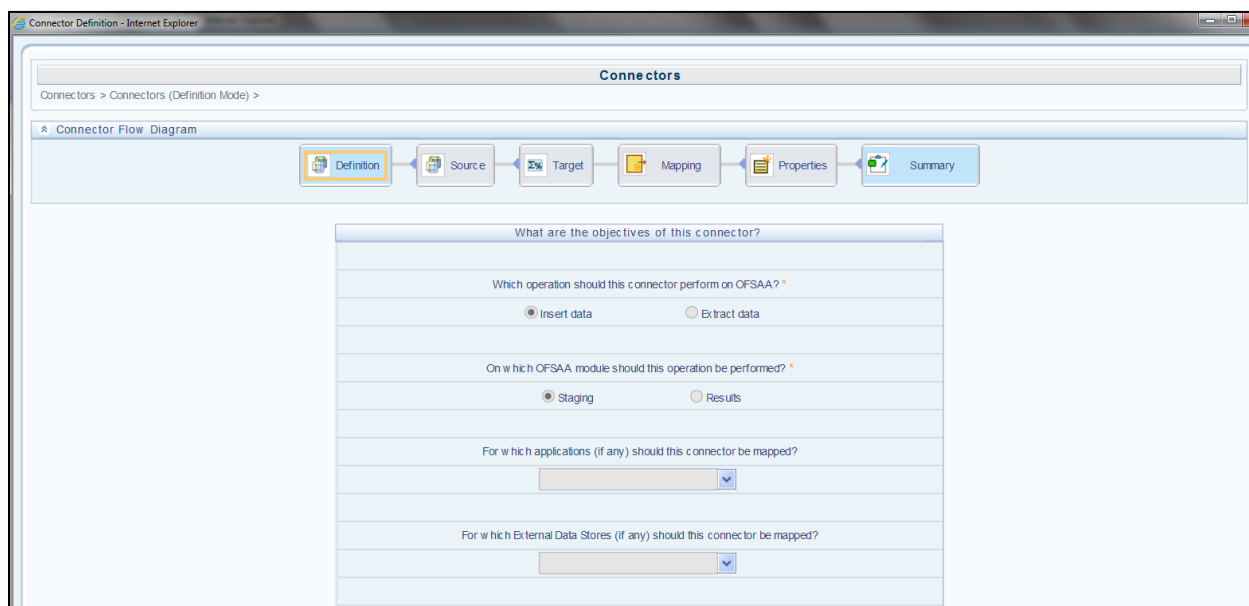 Connector Definition - Internet Explorer
Connectors
Connectors > Connectors (Definition Mode) >
Connector Flow Diagram
Definition Source Σ% Target Mapping Properties Summary
What are the objectives of this connector?
Which operation should this connector perform on OFSAA? *
Insert data Extract data
On which OFSAA module should this operation be performed? *
Staging Results
For which applications (if any) should this connector be mapped?
For which External Data Stores (if any) should this connector be mapped?